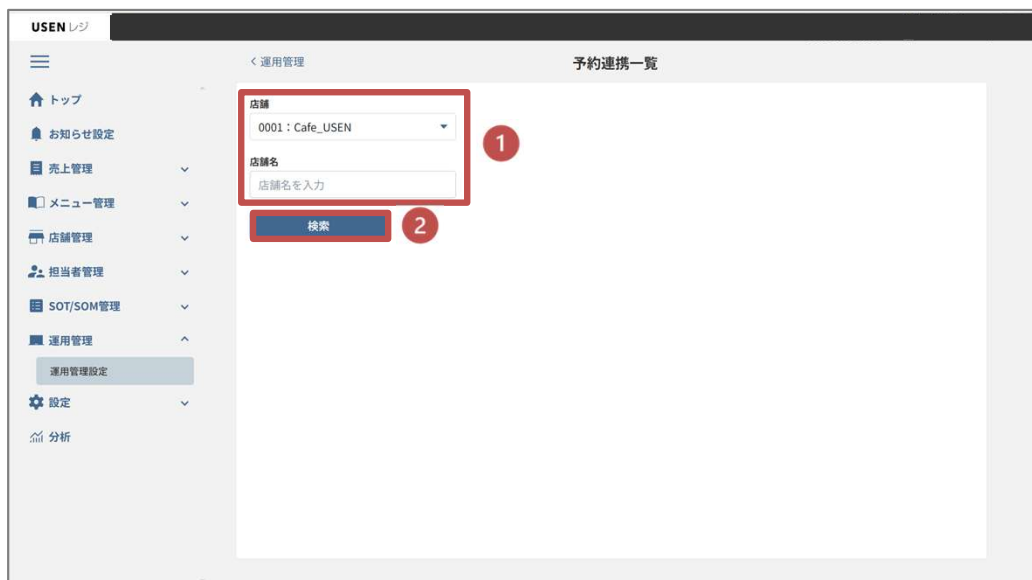 USEN レジ
< 運用管理
予約連携一覧
トップ
お知らせ設定
売上管理
メニュー管理
店舗管理
担当者管理
SOT/SOM管理
運用管理
運用管理設定
設定
分析
店舗
0001：Cafe_USEN
店舗名
店舗名を入力
1
検索
2